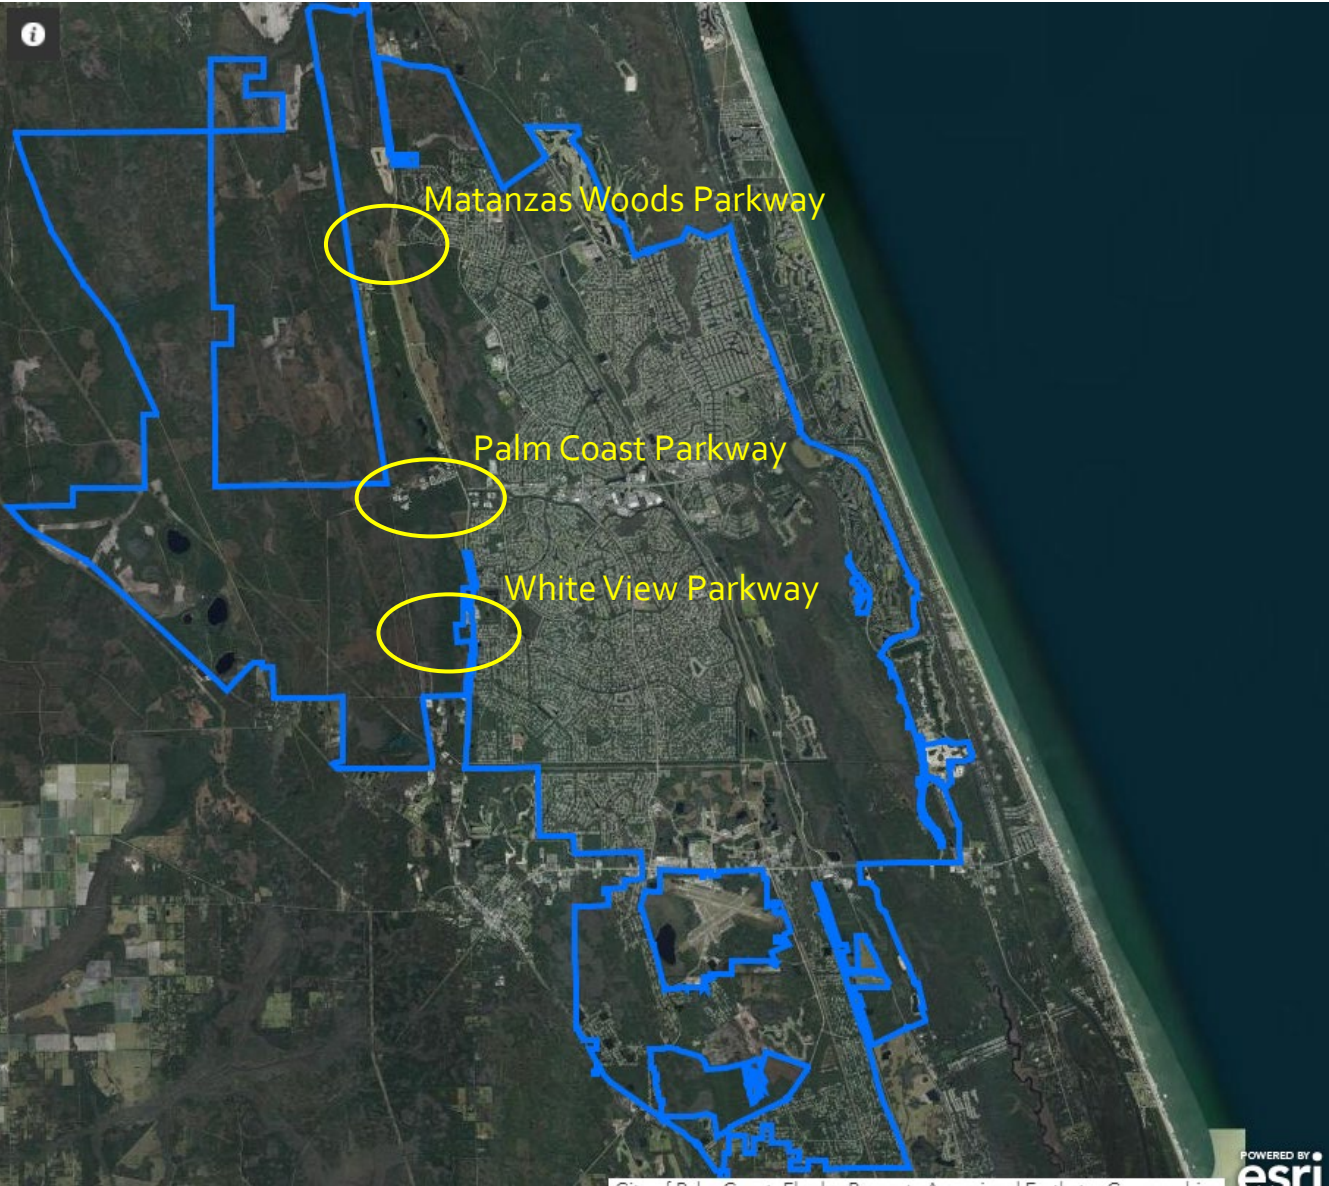 i
Matanzas Woods Parkway
Palm Coast Parkway
White View Parkway
POWERED BY
esri